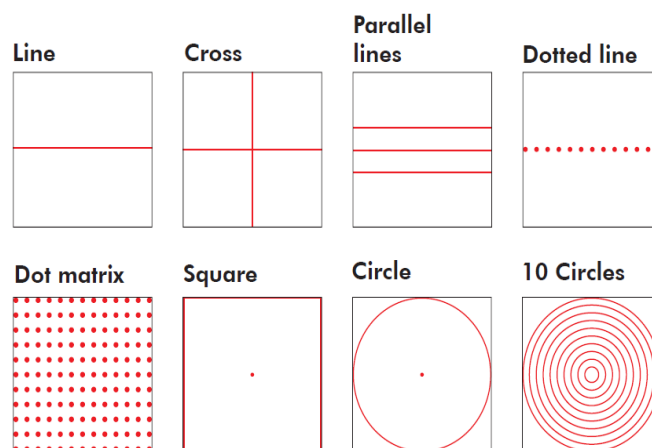 Line
Cross
Parallel
lines
Dotted line
Dot matrix
Square
Circle
10 Circles